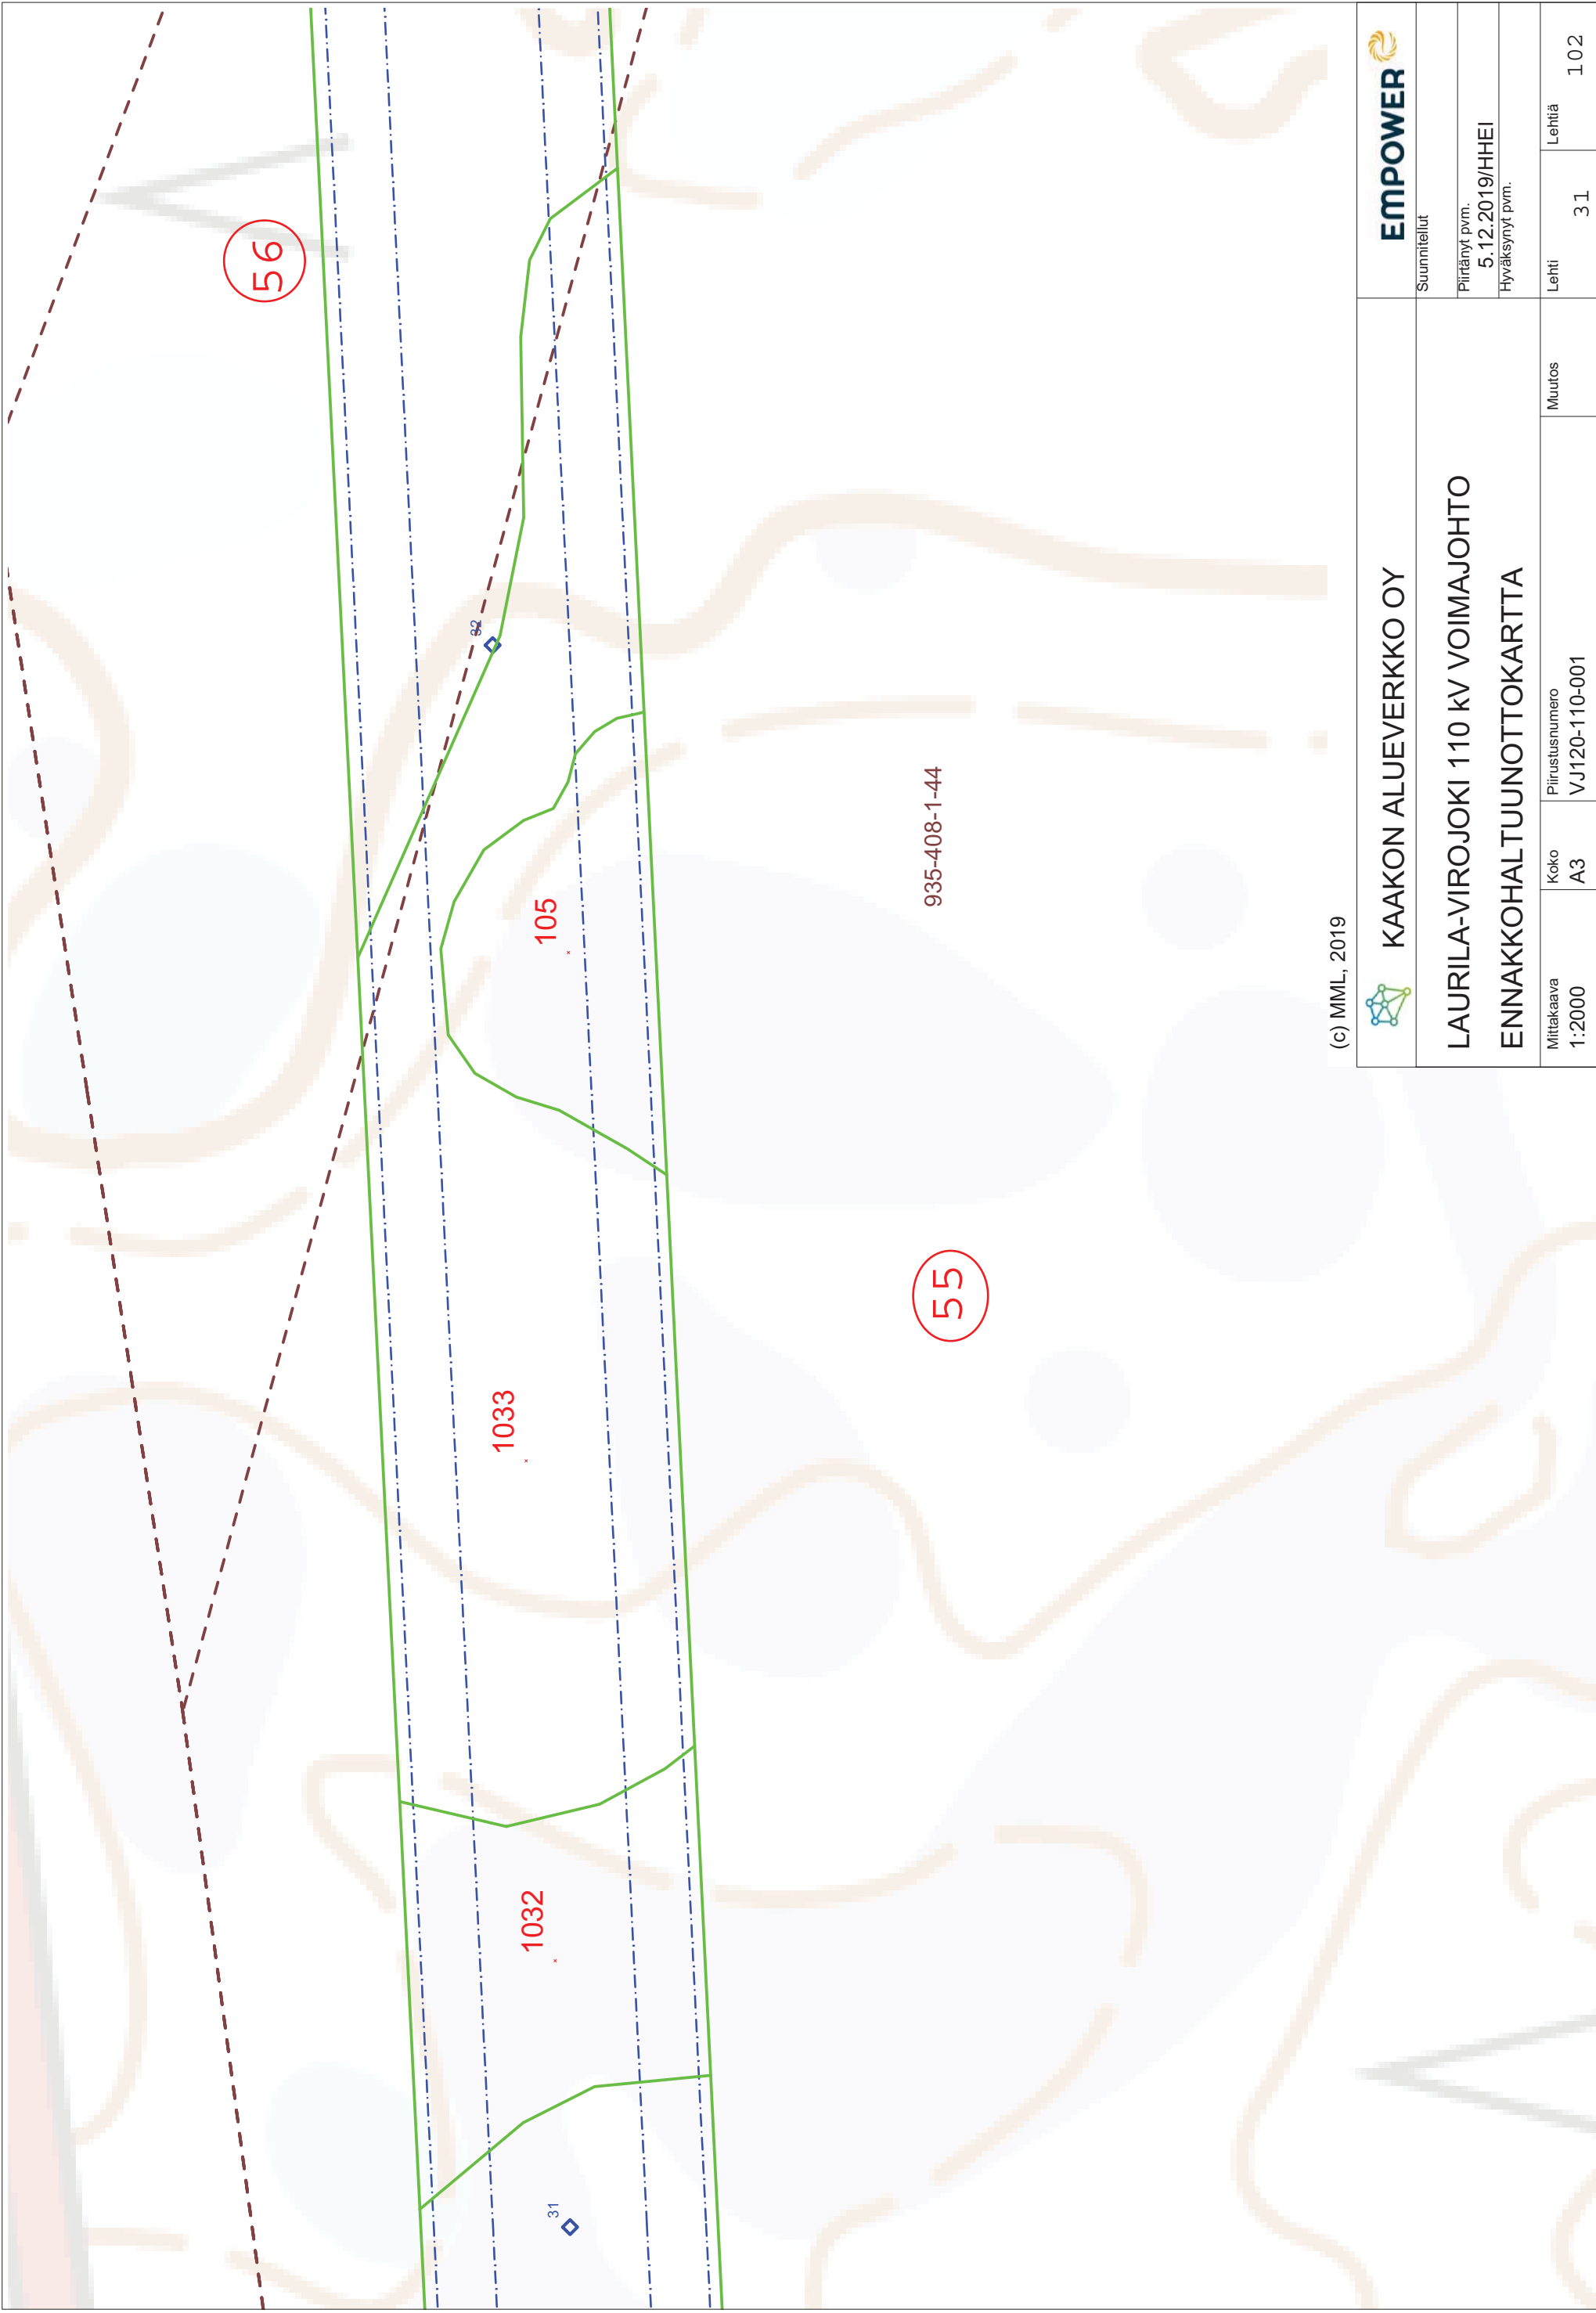 56
32
105
935-408-1-44
1033
55
1032
31
(c) MML, 2019
KAAKON ALUEVERKKO OY
EMPOWER
LAURILA-VIROJOKI 110 kV VOIMAJOHTO
ENNAKKOHALTUUNOTTOKARTTA
Suunnitellut
Piirtänyt pvm.
5.12.2019/HHEI
Hyväksynyt pvm.
Mittakaava
1:2000
Koko
A3
Piirustusnumero
VJ120-110-001
Muutos
Lehti
31
Lehtiä
102